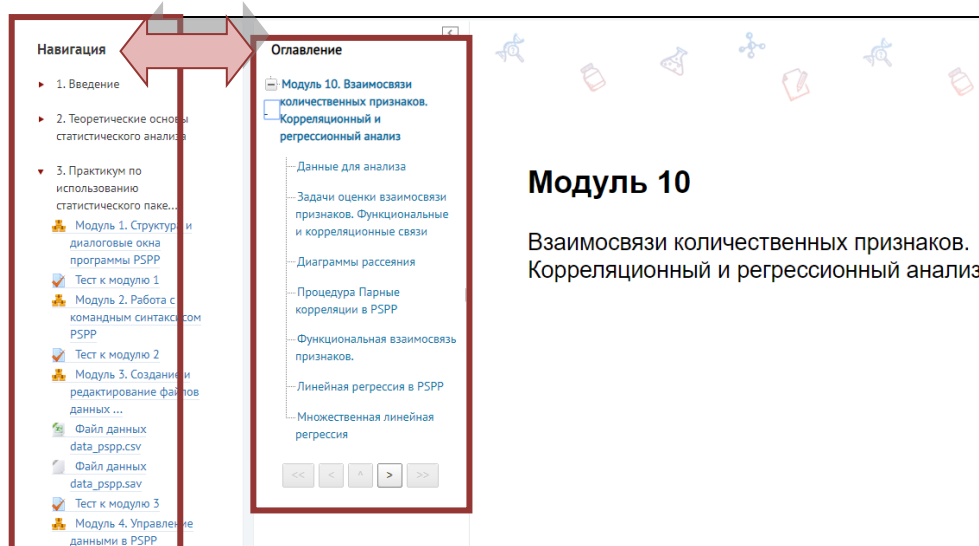 Навигация
1. Введение
2. Теоретические основы
статистического анализа
3. Практикум по
использованию
статистического паке...
Модуль 1. Структура и
диалоговые окна
программы PSPP
Тест к модулю 1
Модуль 2. Работа с
командным синтаксисом
PSPP
Тест к модулю 2
Модуль 3. Создание и
редактирование файлов
данных ...
Файл данных
data_pspp.csv
Файл данных
data_pspp.sav
Тест к модулю 3
Модуль 4. Управление
данными в PSPP
Оглавление
Модуль 10. Взаимосвязи
количественных признаков.
Корреляционный и
регрессионный анализ
Данные для анализа
Задачи оценки взаимосвязи
признаков. Функциональные
и корреляционные связи
Диаграммы рассеяния
Процедура Парные
корреляции в PSPP
Функциональная взаимосвязь
признаков.
Линейная регрессия в PSPP
Множественная линейная
регрессия
<< < ^ > >>
Модуль 10
Взаимосвязи количественных признаков.
Корреляционный и регрессионный анализ